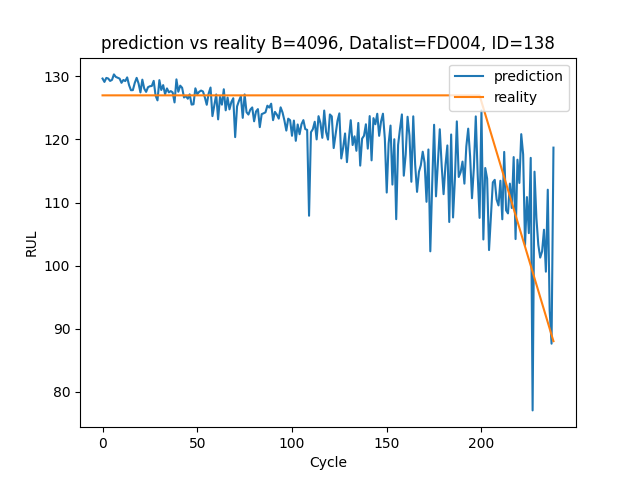 prediction vs reality B=4096, Datalist=FD004, ID=138
prediction
reality
130
120
110
100
90
80
RUL
0 50 100 150 200
Cycle